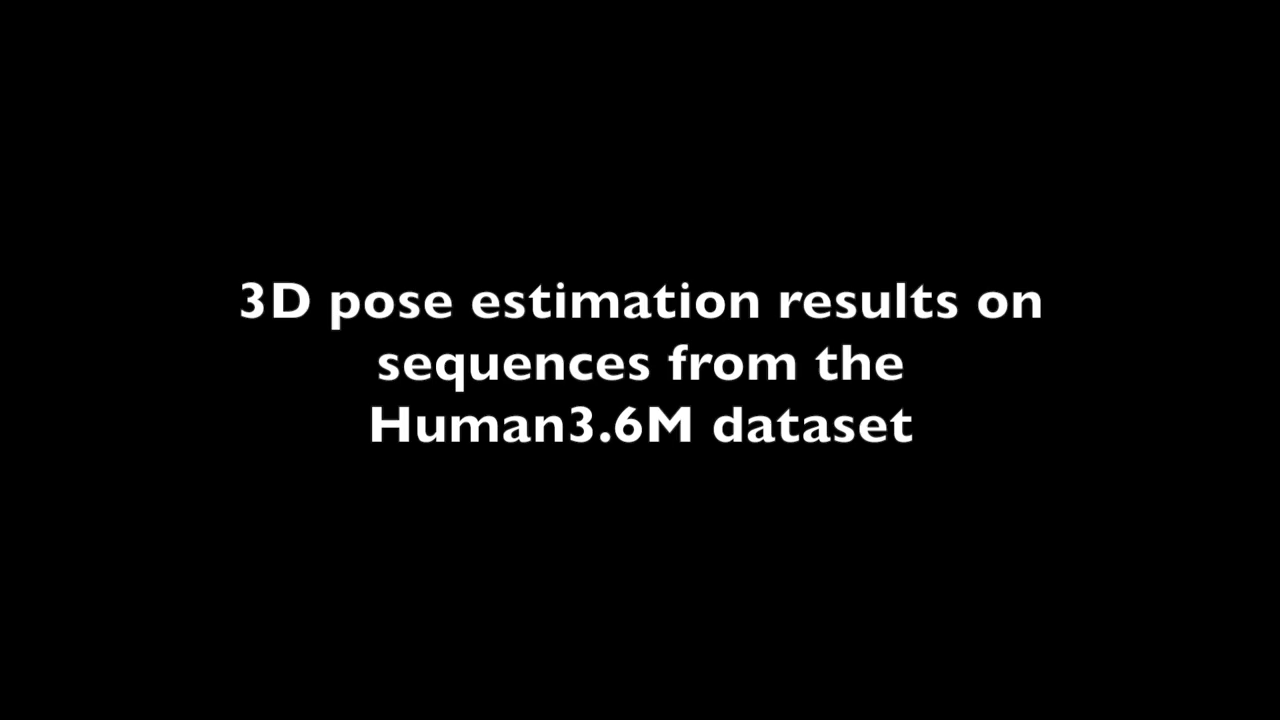 3D pose estimation results on
sequences from the
Human3.6M dataset